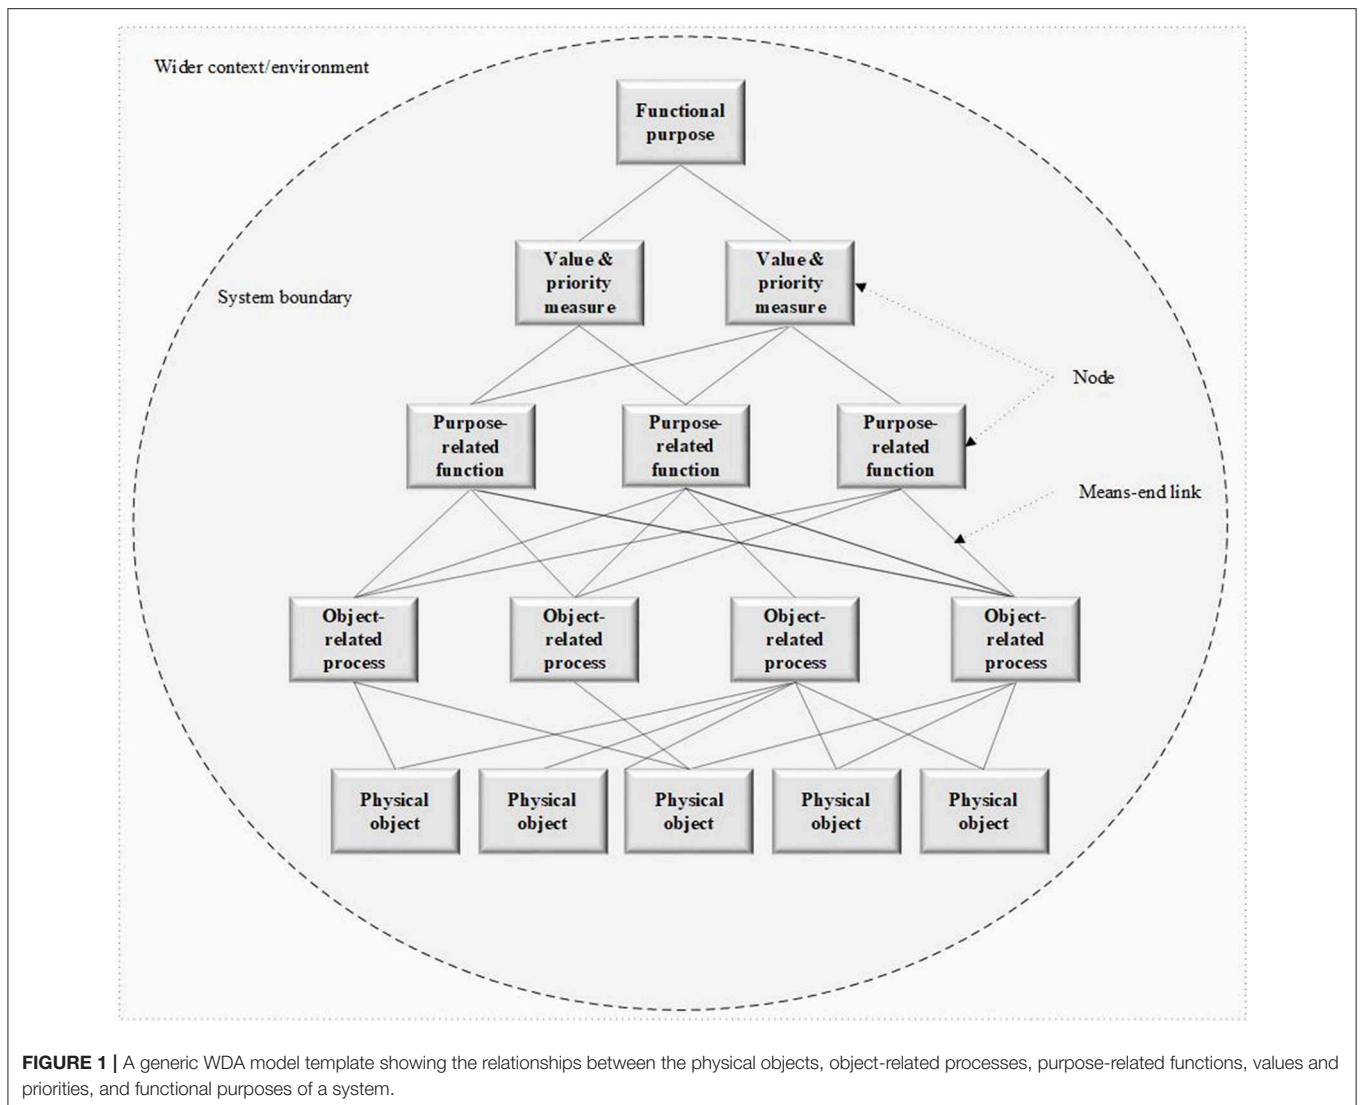 Wider context/environment
Functional
purpose
System boundary
Value &
priority
measure
Value &
priority
measure
Node
Purpose-
related
function
Purpose-
related
function
Purpose-
related
function
Means-end link
Object-
related
process
Object-
related
process
Object-
related
process
Object-
related
process
Physical
object
Physical
object
Physical
object
Physical
object
Physical
object
FIGURE 1 | A generic WDA model template showing the relationships between the physical objects, object-related processes, purpose-related functions, values and
priorities, and functional purposes of a system.